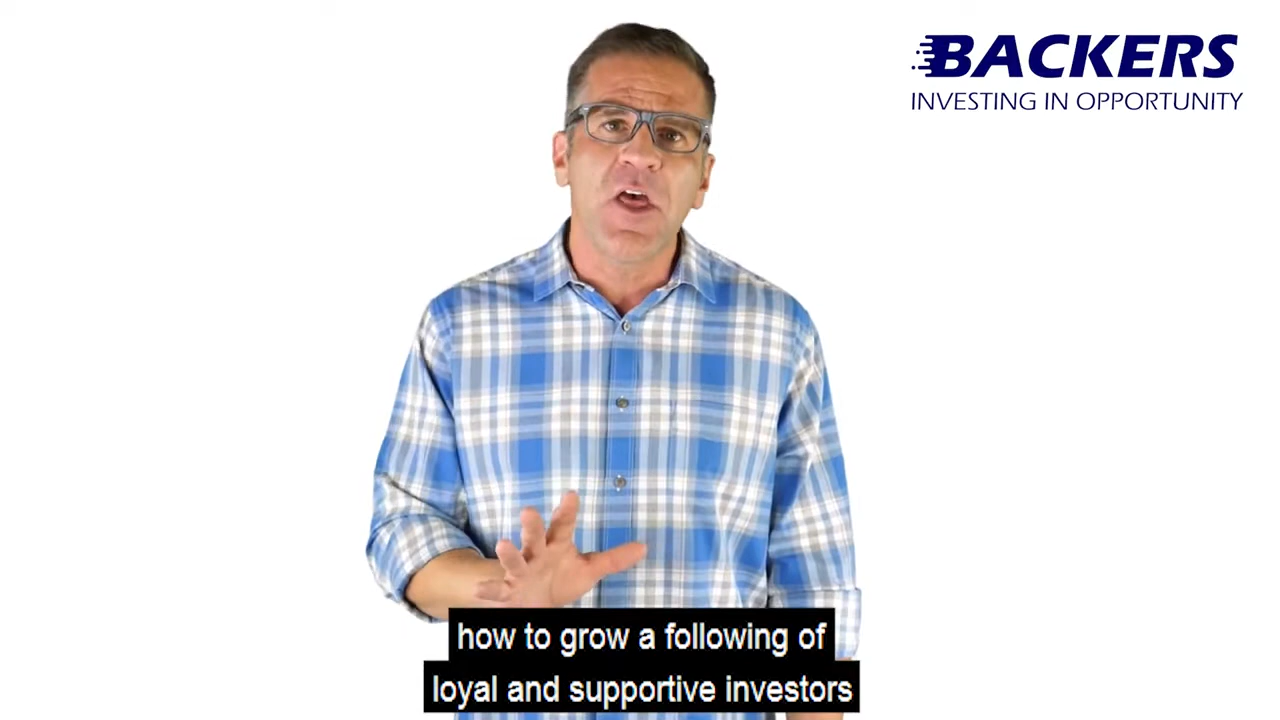 BACKERS
INVESTING IN OPPORTUNITY
how to grow a following of
loyal and supportive investors